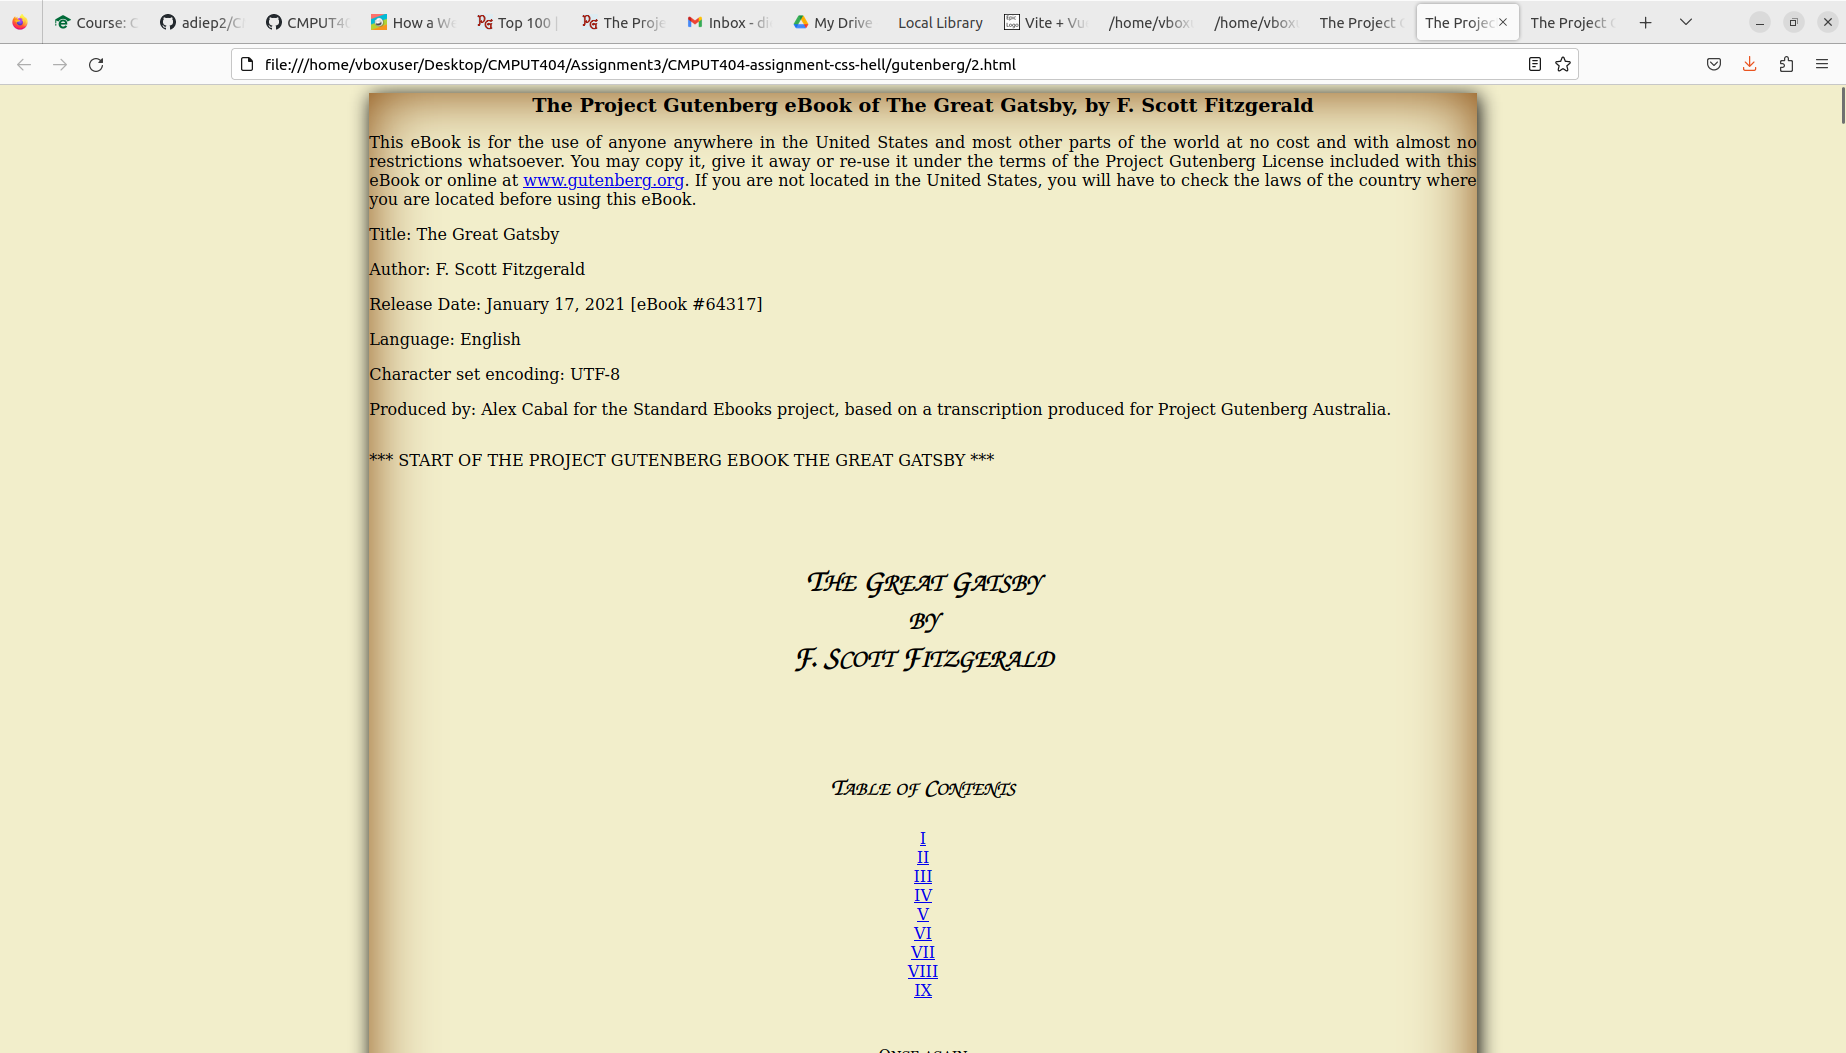 Course: C
adiep2/C
CMPUT40
How a We
Top 100 |
The Proje
Inbox - di
My Drive
Local Library
Vite + Vue
/home/vboxu
/home/vboxu
The Project G
The Projec
The Project G
file:///home/vboxuser/Desktop/CMPUT404/Assignment3/CMPUT404-assignment-css-hell/gutenberg/2.html
The Project Gutenberg eBook of The Great Gatsby, by F. Scott Fitzgerald
This eBook is for the use of anyone anywhere in the United States and most other parts of the world at no cost and with almost no
restrictions whatsoever. You may copy it, give it away or re-use it under the terms of the Project Gutenberg License included with this
eBook or online at www.gutenberg.org. If you are not located in the United States, you will have to check the laws of the country where
you are located before using this eBook.
Title: The Great Gatsby
Author: F. Scott Fitzgerald
Release Date: January 17, 2021 [eBook #64317]
Language: English
Character set encoding: UTF-8
Produced by: Alex Cabal for the Standard Ebooks project, based on a transcription produced for Project Gutenberg Australia.
*** START OF THE PROJECT GUTENBERG EBOOK THE GREAT GATSBY ***
The Great Gatsby
by
F. Scott Fitzgerald
Table of Contents
I
II
III
IV
V
VI
VII
VIII
IX
Once again